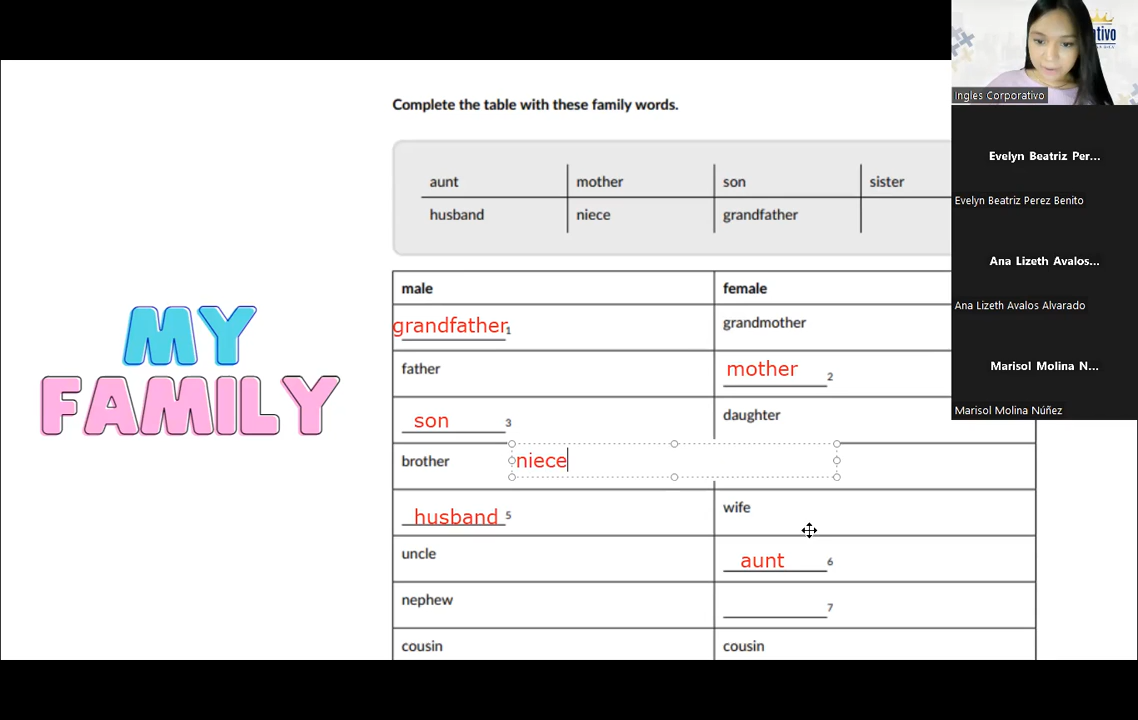 Complete the table with these family words.
aunt mother son sister
husband niece grandfather
male female
grandfather 1 grandmother
father mother 2
son 3 daughter
brother niece
husband 5 wife
uncle aunt 6
nephew 7
cousin cousin
MY
FAMILY
tivo
Ingles Corporativo
Evelyn Beatriz Per...
Evelyn Beatriz Perez Benito
Ana Lizeth Avalos...
Ana Lizeth Avalos Alvarado
Marisol Molina N...
Marisol Molina Núñez